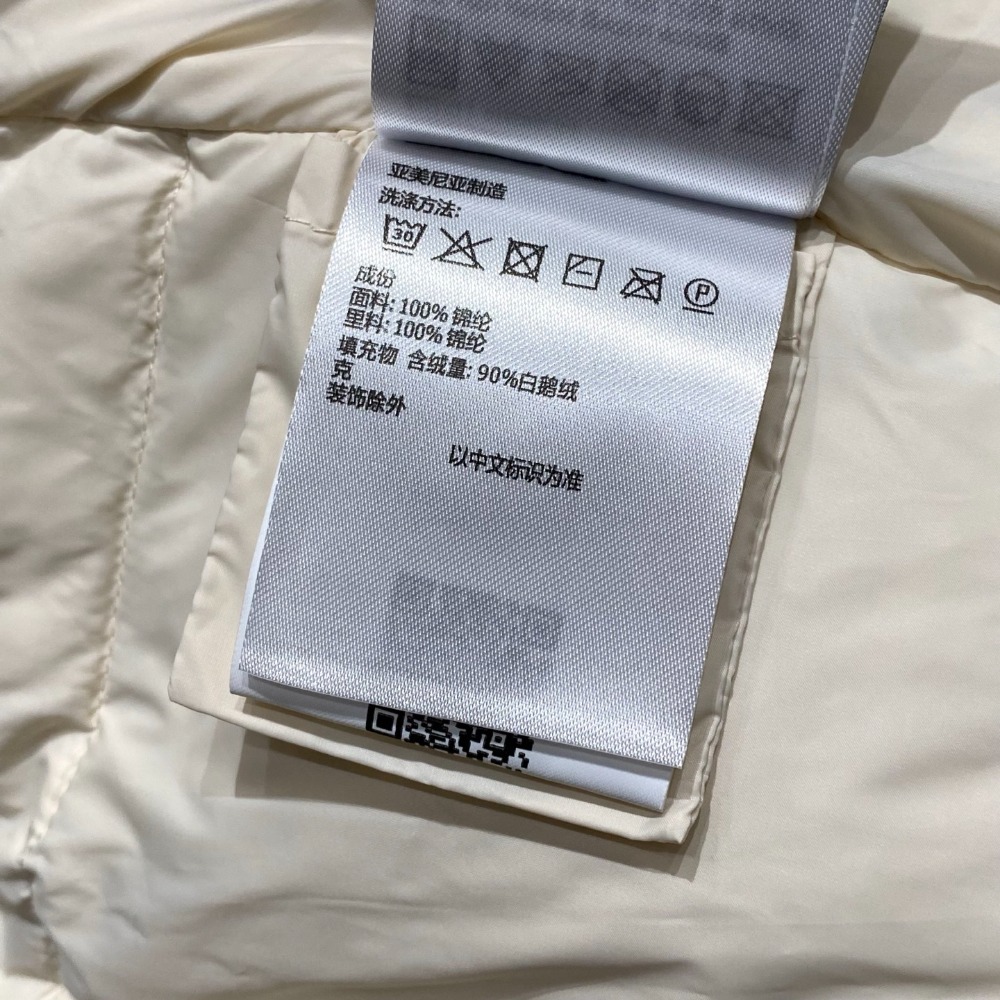 亚美尼亚制造
洗涤方法:
30
P
成份
面料: 100% 锦纶
里料: 100% 锦纶
填充物 含绒量: 90%白鹅绒
克
装饰除外
以中文标识为准